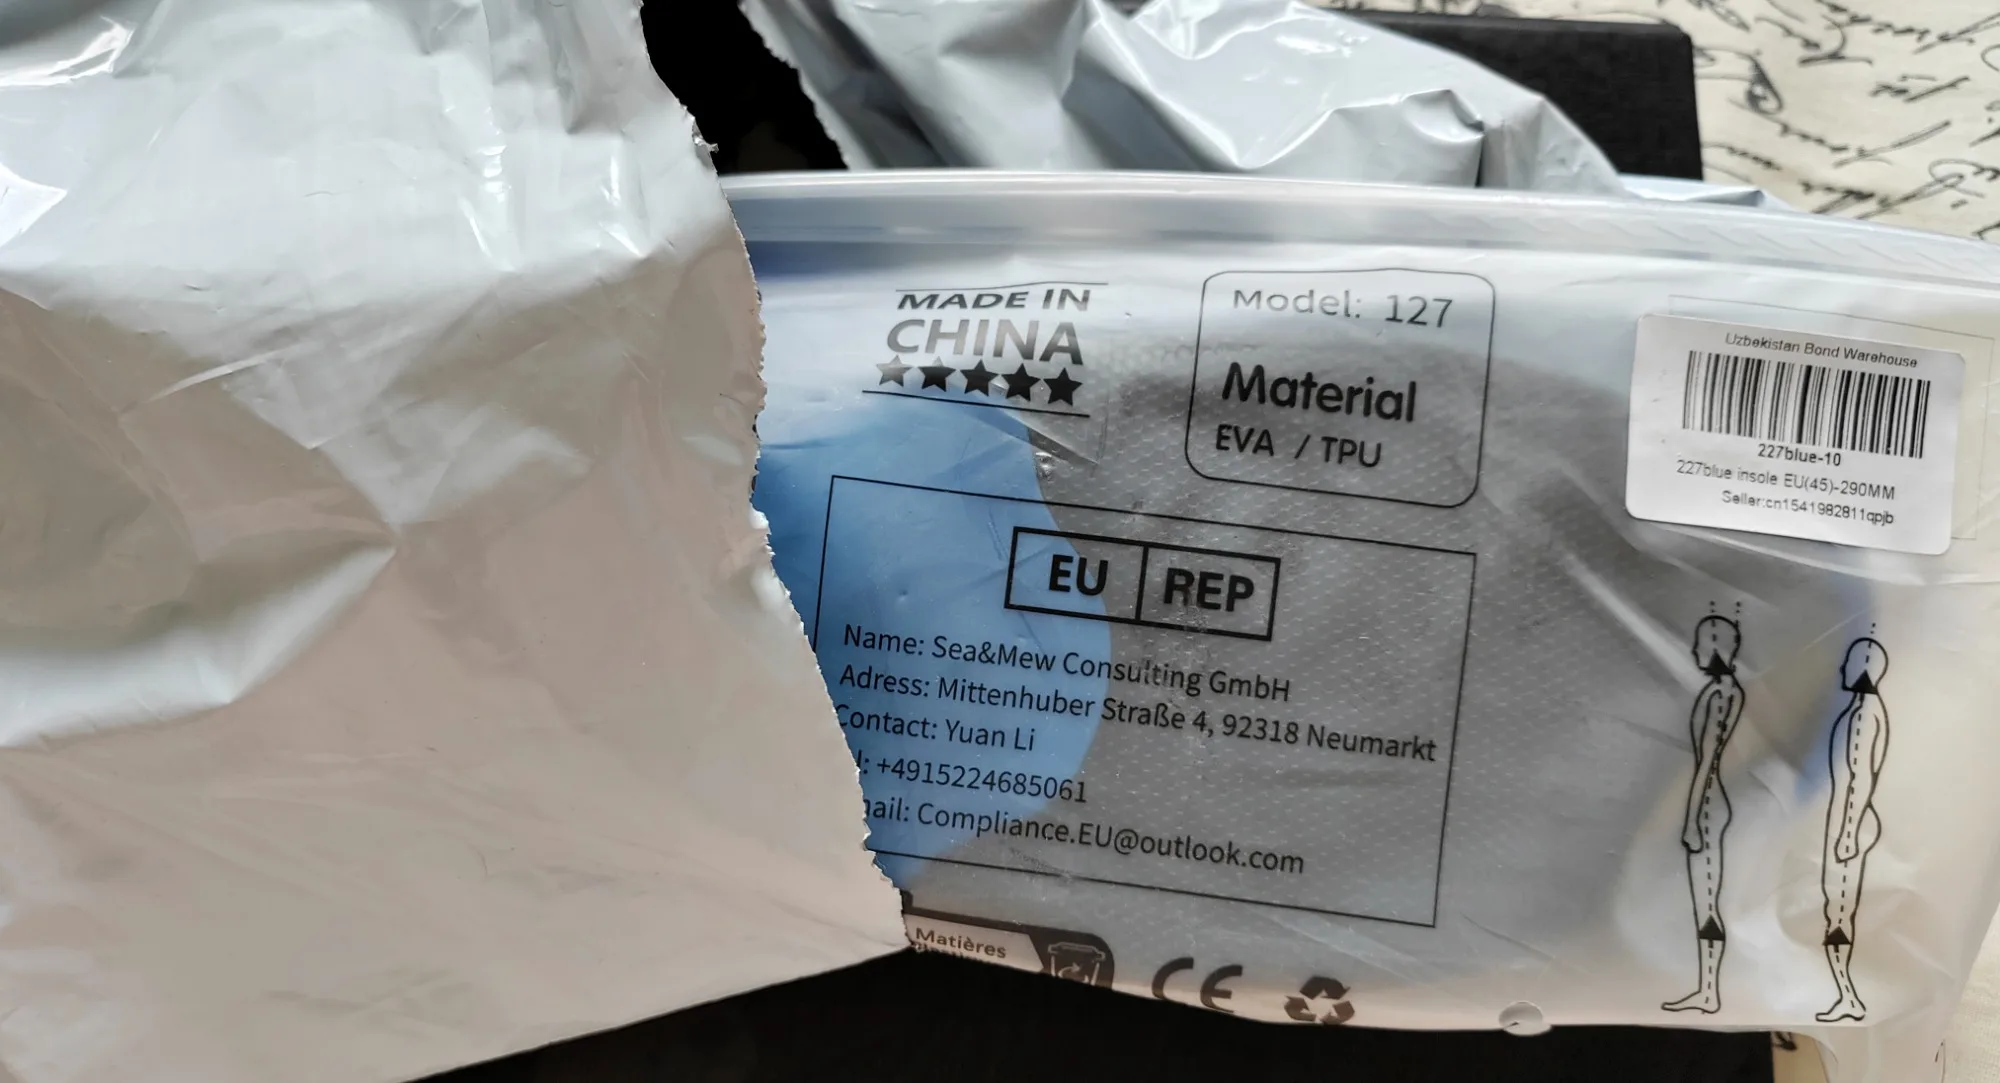 MADE IN
CHINA
Model: 127
Material
EVA / TPU
Uzbekistan Bond Warehouse
227blue-10
227blue insole EU(45)-290MM
Seller:cn1541982811qpjb
EU REP
Name: Sea&Mew Consulting GmbH
Adress: Mittenhuber Straße 4, 92318 Neumarkt
Contact: Yuan Li
l: +4915224685061
ail: Compliance.EU@outlook.com
Matières
CE